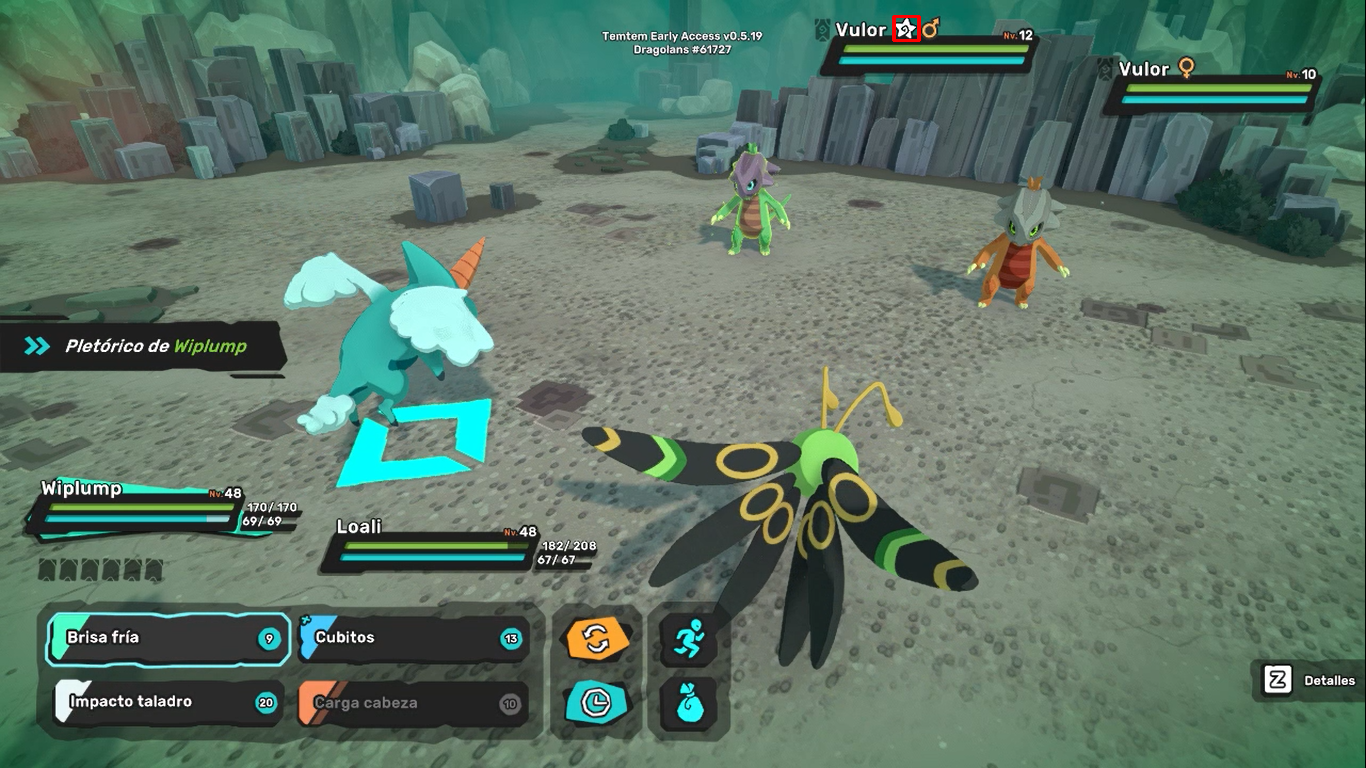 Temtem Early Access v0.5.19
Dragolans #61727
Vulor
Nv. 12
Vulor
Nv. 10
Pletórico de Wiplump
Wiplump
Nv. 48
170/170
69/69
Loali
Nv. 48
182/208
67/67
Brisa fría 9
Cubitos 13
Impacto taladro 20
Carga cabeza 10
Z Detalles